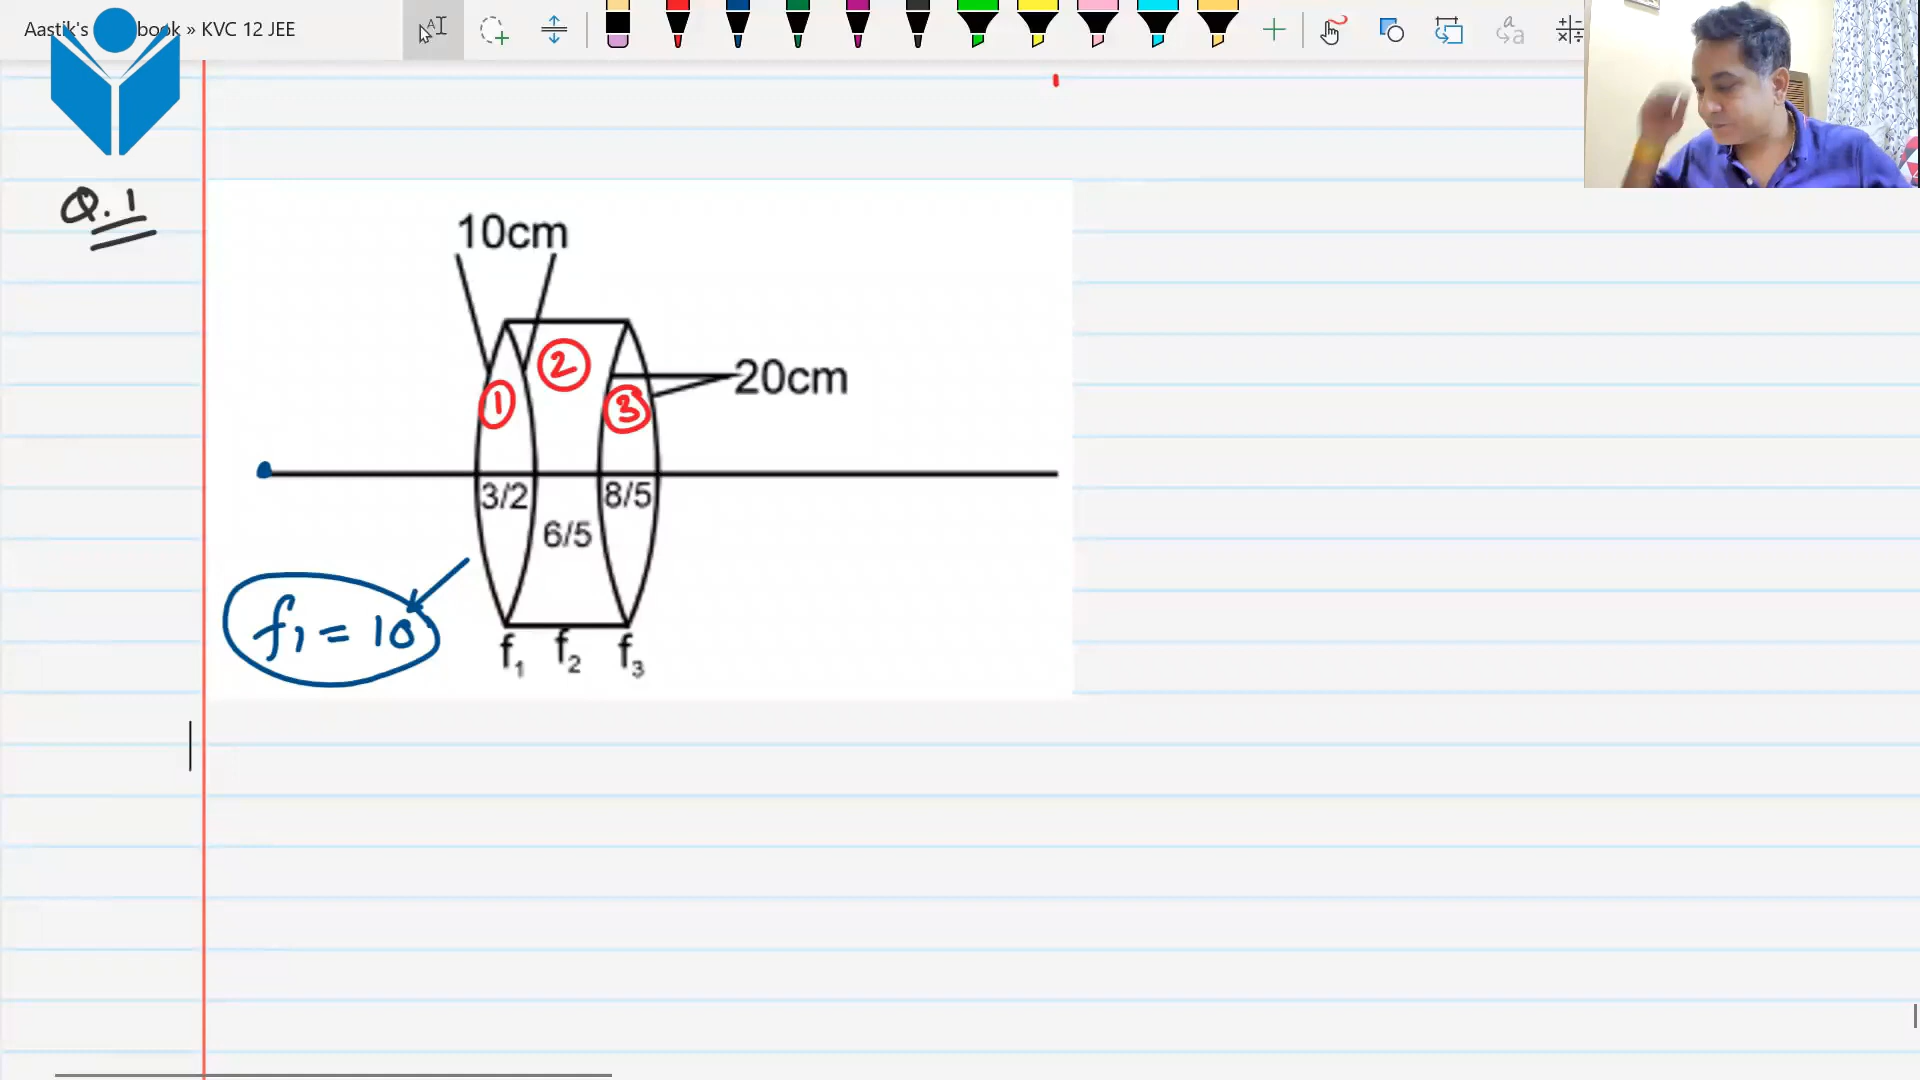 Aastik's book » KVC 12 JEE
Q.1
10cm
2
1
3
20cm
3/2
8/5
6/5
f₁ = 10
f₁ f₂ f₃